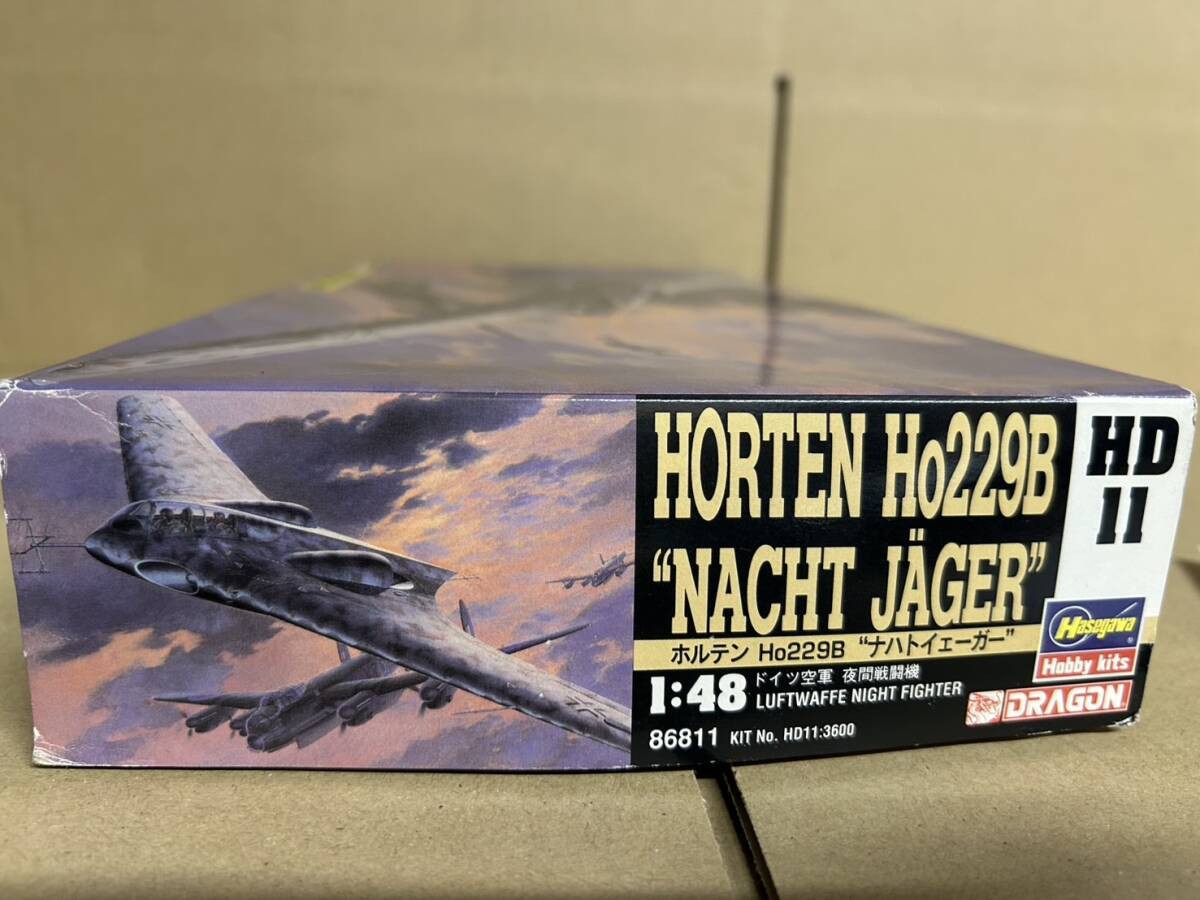 HORTEN Ho229B
“NACHT JÄGER”
ホルテン Ho229B “ナハトイェーガー”
1:48
ドイツ空軍 夜間戦闘機
LUFTWAFFE NIGHT FIGHTER
86811 KIT No. HD11:3600
HD
11
Hasegawa
Hobby kits
DRAGON